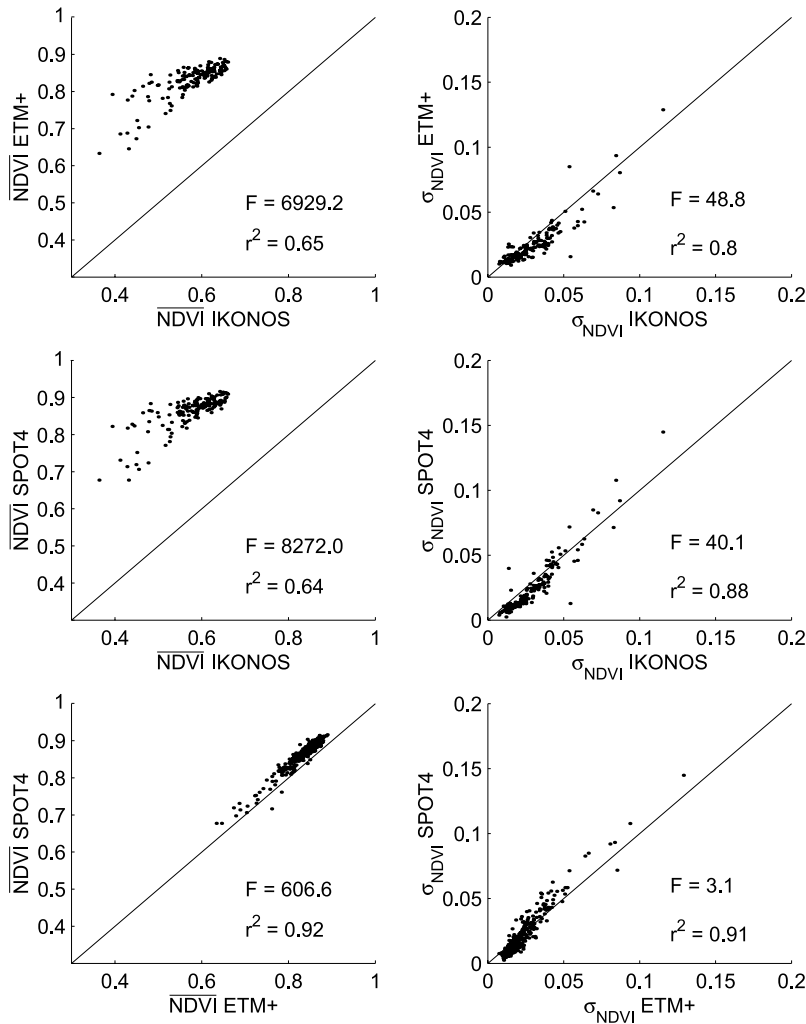 1
0.9
0.8
0.7
0.6
0.5
0.4
NDVI ETM+
F = 6929.2
r² = 0.65
0.4 0.6 0.8 1
NDVI IKONOS
0.2
0.15
0.1
0.05
0
σNDVI ETM+
F = 48.8
r² = 0.8
0 0.05 0.1 0.15 0.2
σNDVI IKONOS
1
0.9
0.8
0.7
0.6
0.5
0.4
NDVI SPOT4
F = 8272.0
r² = 0.64
0.4 0.6 0.8 1
NDVI IKONOS
0.2
0.15
0.1
0.05
0
σNDVI SPOT4
F = 40.1
r² = 0.88
0 0.05 0.1 0.15 0.2
σNDVI IKONOS
1
0.9
0.8
0.7
0.6
0.5
0.4
NDVI SPOT4
F = 606.6
r² = 0.92
0.4 0.6 0.8 1
NDVI ETM+
0.2
0.15
0.1
0.05
0
σNDVI SPOT4
F = 3.1
r² = 0.91
0 0.05 0.1 0.15 0.2
σNDVI ETM+